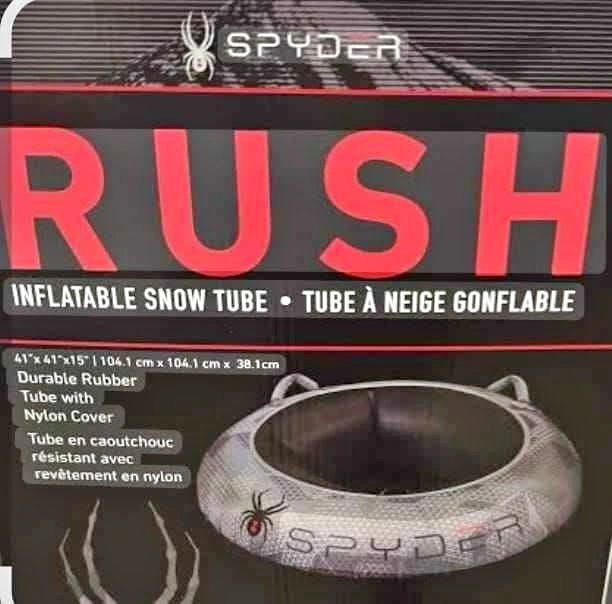 SPYDER
RUSH
INFLATABLE SNOW TUBE • TUBE À NEIGE GONFLABLE
41"x 41"x15" | 104.1 cm x 104.1 cm x 38.1cm
Durable Rubber
Tube with
Nylon Cover
Tube en caoutchouc
résistant avec
revêtement en nylon
SPYDER